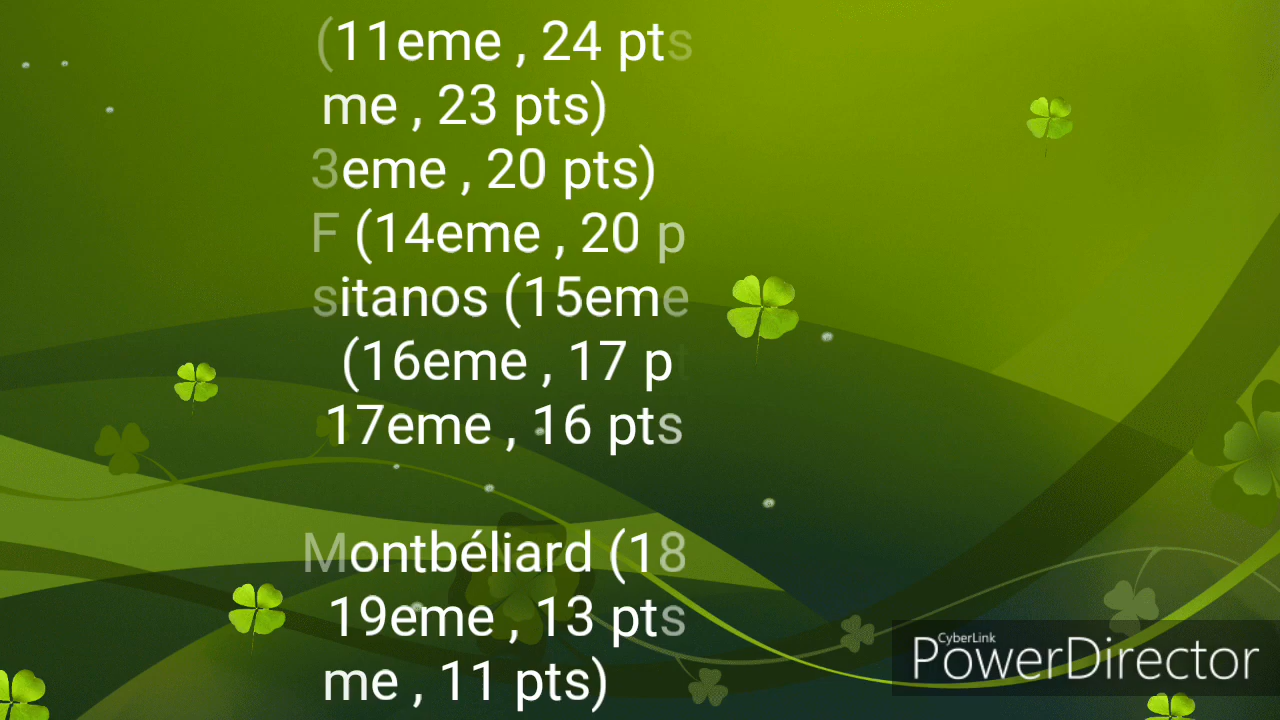 (11eme , 24 pts
me , 23 pts)
3eme , 20 pts)
F (14eme , 20 p
sitanos (15eme
(16eme , 17 pt
17eme , 16 pts
Montbéliard (18
19eme , 13 pts
me , 11 pts)
CyberLink
PowerDirector